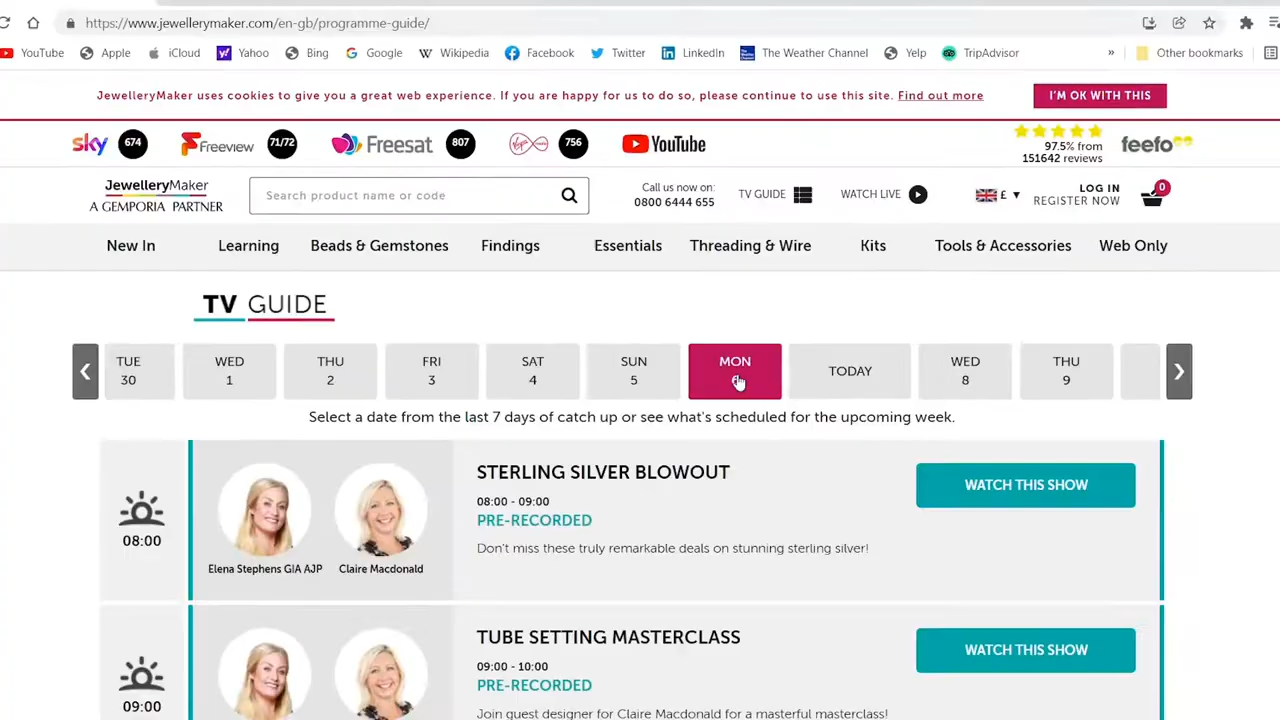 https://www.jewellerymaker.com/en-gb/programme-guide/
YouTube Apple iCloud Yahoo Bing Google Wikipedia Facebook Twitter LinkedIn The Weather Channel Yelp TripAdvisor » Other bookmarks
JewelleryMaker uses cookies to give you a great web experience. If you are happy for us to do so, please continue to use this site. Find out more
I'M OK WITH THIS
sky 674 Freeview 71/72 Freesat 807 756 YouTube
97.5% from
151642 reviews
feefo
JewelleryMaker
A GEMPORIA PARTNER
Search product name or code
Call us now on:
0800 6444 655
TV GUIDE
WATCH LIVE
£ ▼
LOG IN
REGISTER NOW
0
New In Learning Beads & Gemstones Findings Essentials Threading & Wire Kits Tools & Accessories Web Only
TV GUIDE
TUE
30
WED
1
THU
2
FRI
3
SAT
4
SUN
5
MON
TODAY
WED
8
THU
9
Select a date from the last 7 days of catch up or see what's scheduled for the upcoming week.
08:00
Elena Stephens GIA AJP
Claire Macdonald
STERLING SILVER BLOWOUT
08:00 - 09:00
PRE-RECORDED
Don't miss these truly remarkable deals on stunning sterling silver!
WATCH THIS SHOW
09:00
TUBE SETTING MASTERCLASS
09:00 - 10:00
PRE-RECORDED
Join guest designer for Claire Macdonald for a masterful masterclass!
WATCH THIS SHOW